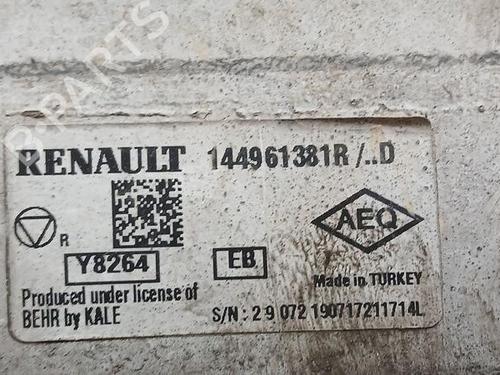 B-PARTS
RENAULT 144961381R /..D
R
Y8264
EB
AEQ
Made in TURKEY
Produced under license of
BEHR by KALE
S/N : 2 9 072 190717211714L